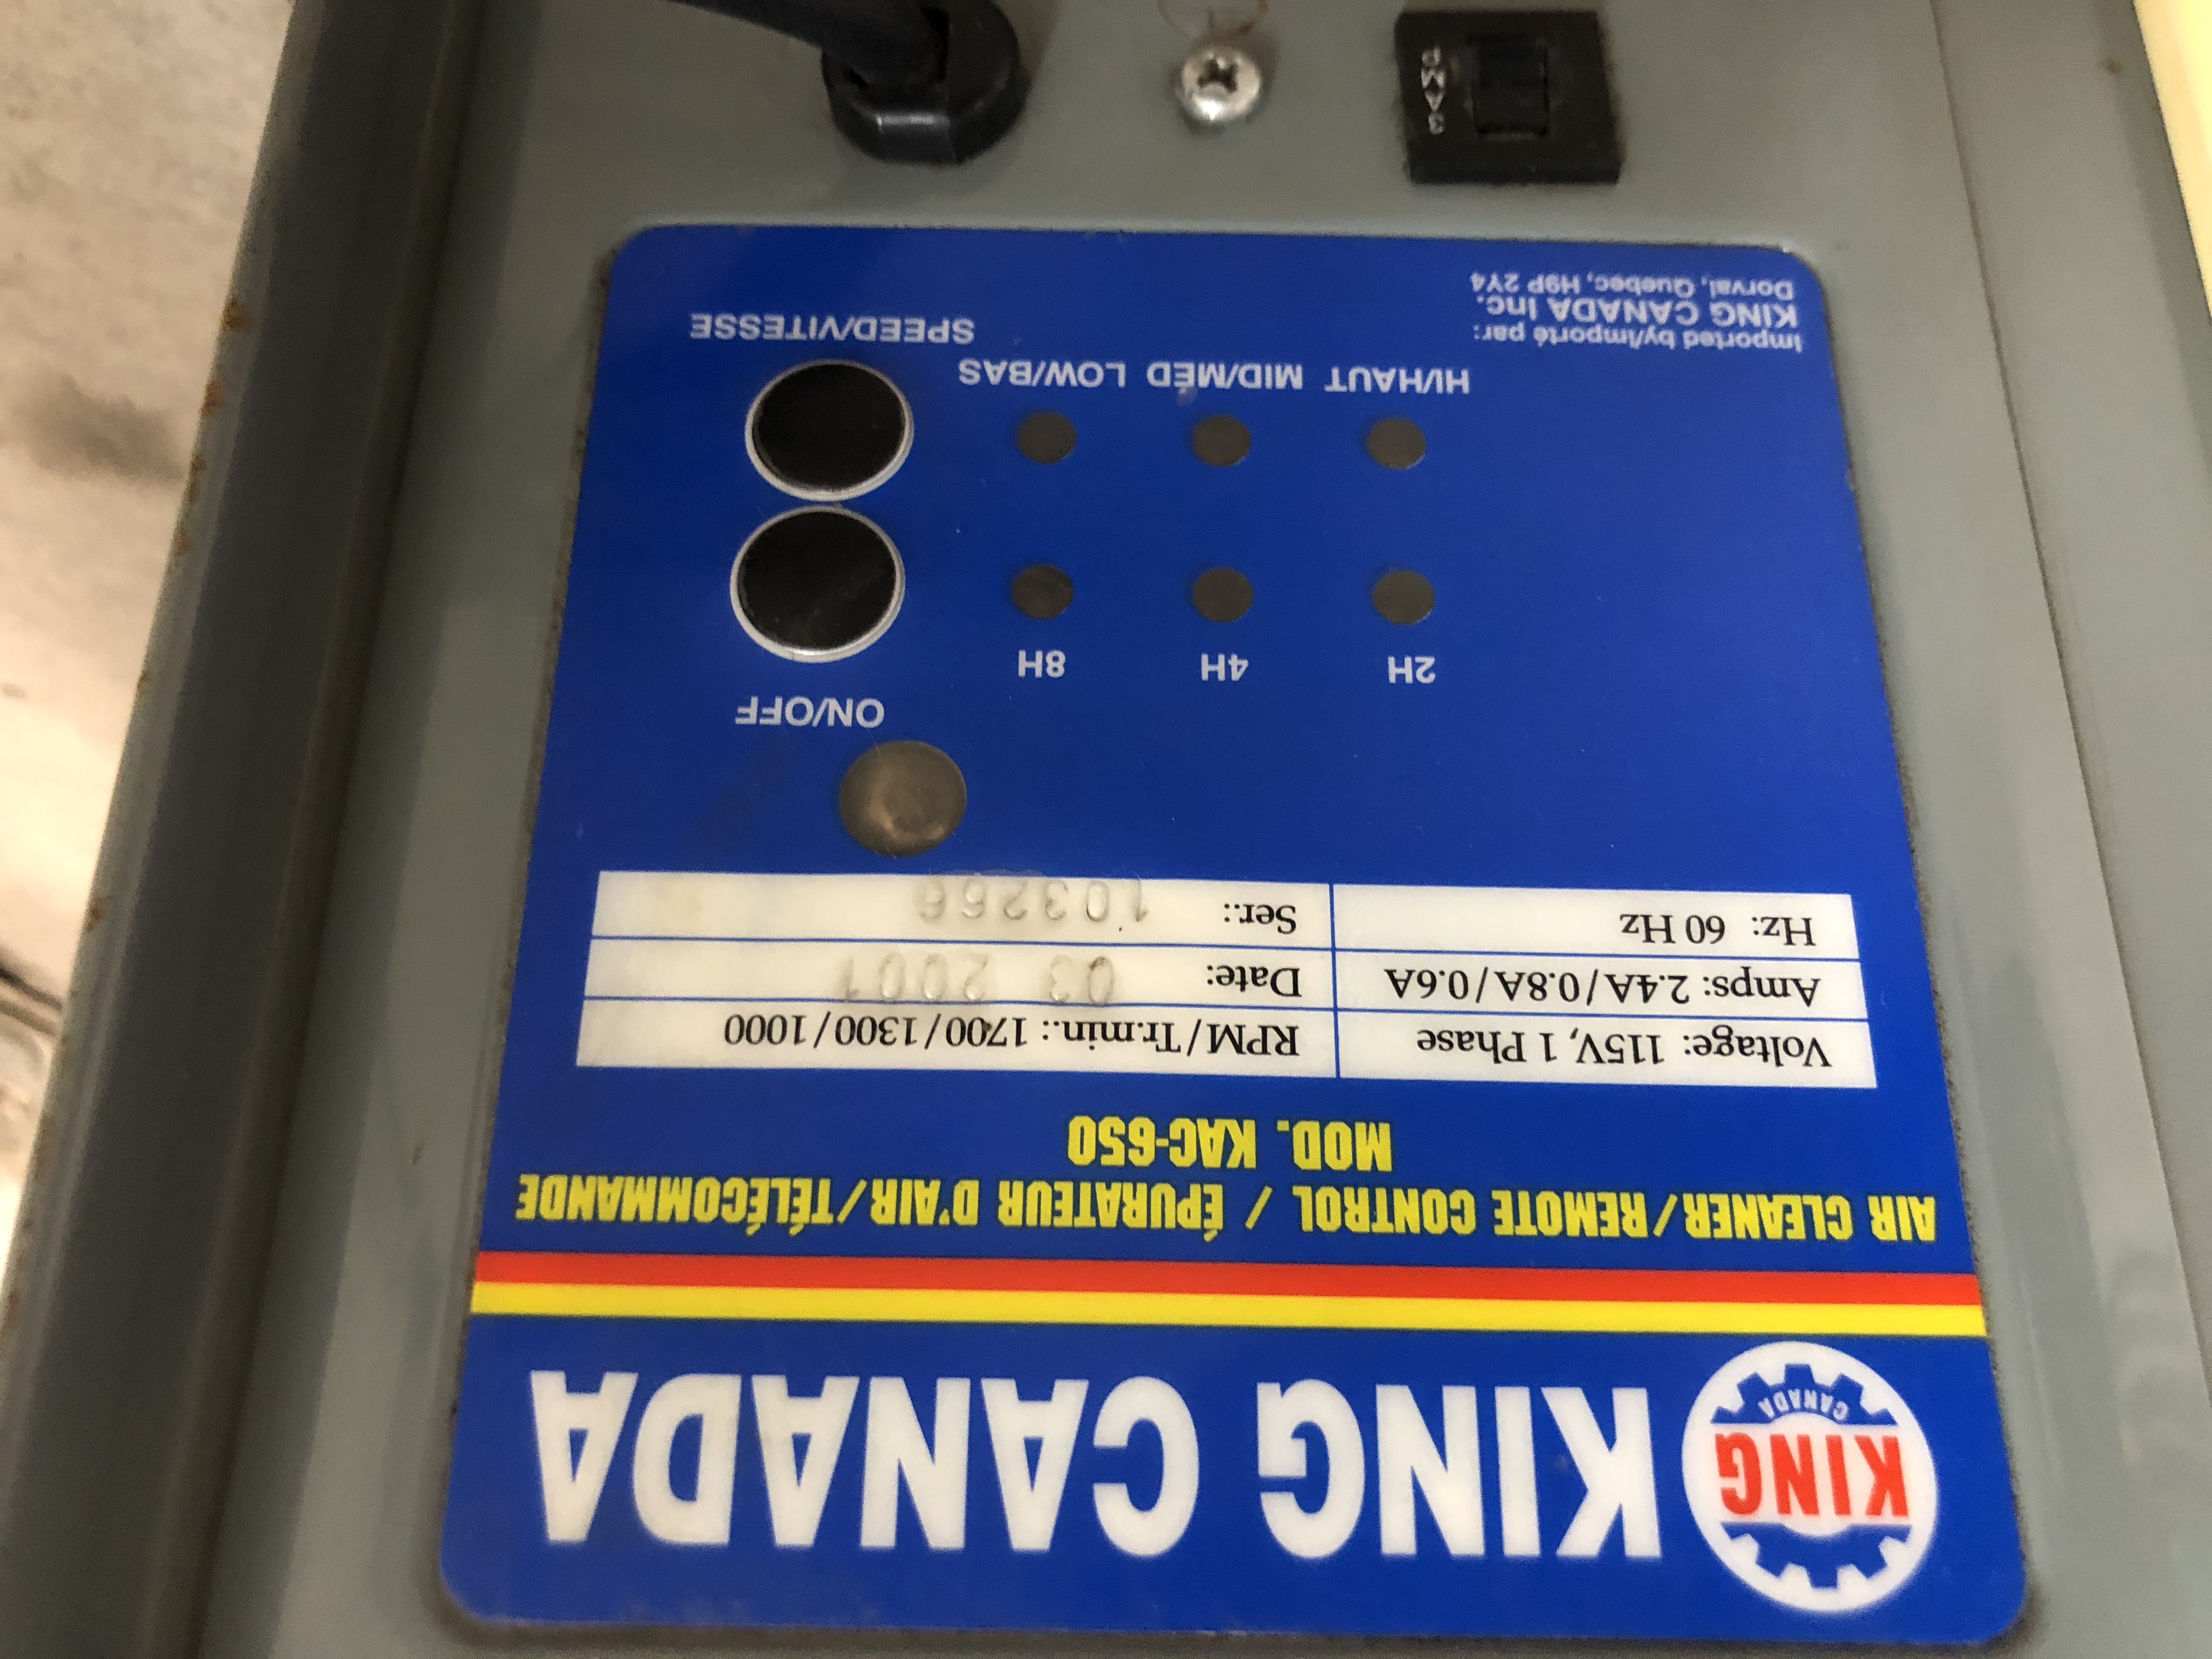 KING
CANADA
KING CANADA
AIR CLEANER/REMOTE CONTROL / ÉPURATEUR D'AIR/TÉLÉCOMMANDE
MOD. KAC-650
Voltage: 115V, 1 Phase
RPM/Tr.min.: 1700/1300/1000
Amps: 2.4A/0.8A/0.6A
Date: 03 2001
Hz: 60 Hz
Ser.: 103266
ON/OFF
2H 4H 8H
HI/HAUT MID/MÉD LOW/BAS
SPEED/VITESSE
Imported by/Importé par:
KING CANADA Inc.
Dorval, Quebec, H9P 2Y4